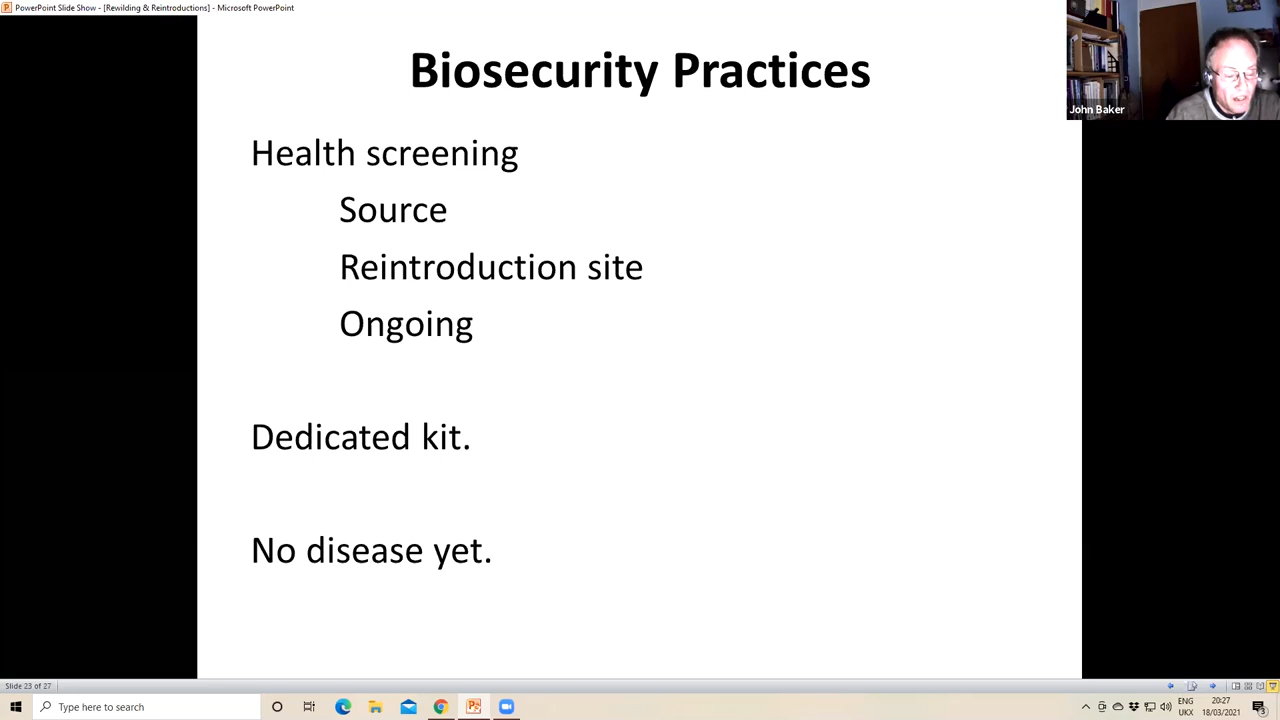 PowerPoint Slide Show - [Rewilding & Reintroductions] - Microsoft PowerPoint
Biosecurity Practices
John Baker
Health screening
Source
Reintroduction site
Ongoing
Dedicated kit.
No disease yet.
Slide 23 of 27
Type here to search
ENG
UKX
20:27
18/03/2021
3